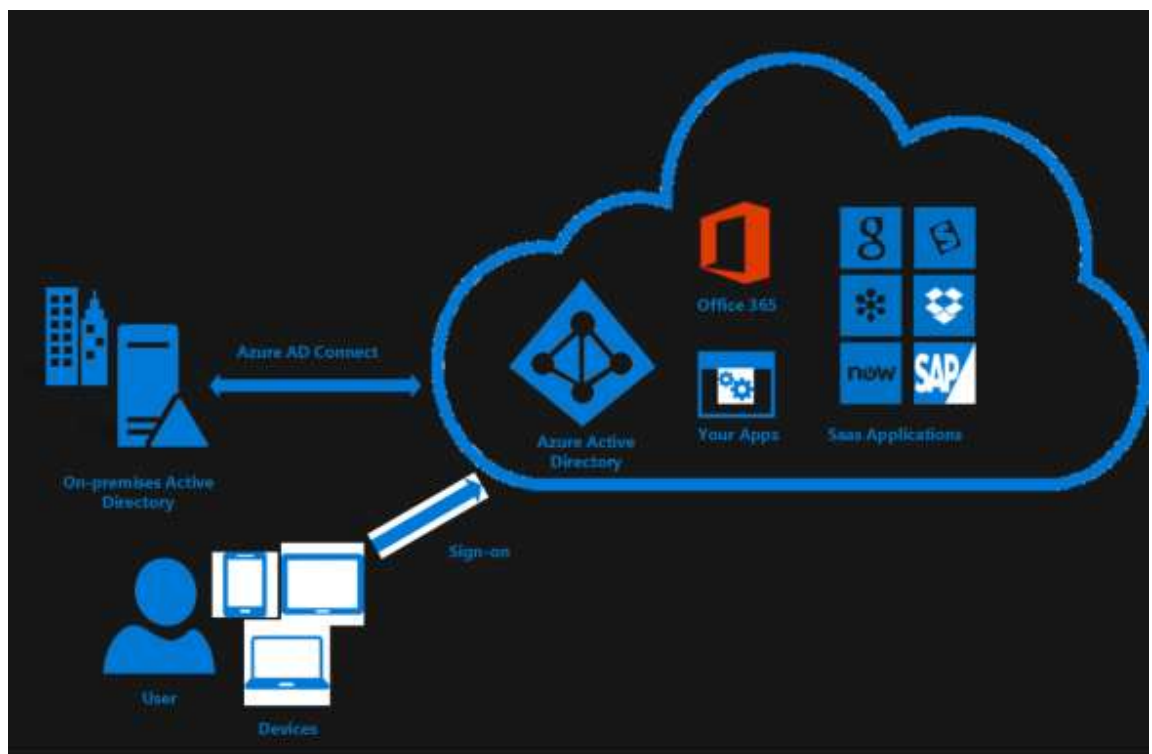 Office 365
Azure AD Connect
now
SAP
Your Apps
Saas Applications
Azure Active
Directory
On-premises Active
Directory
Sign-on
User
Devices